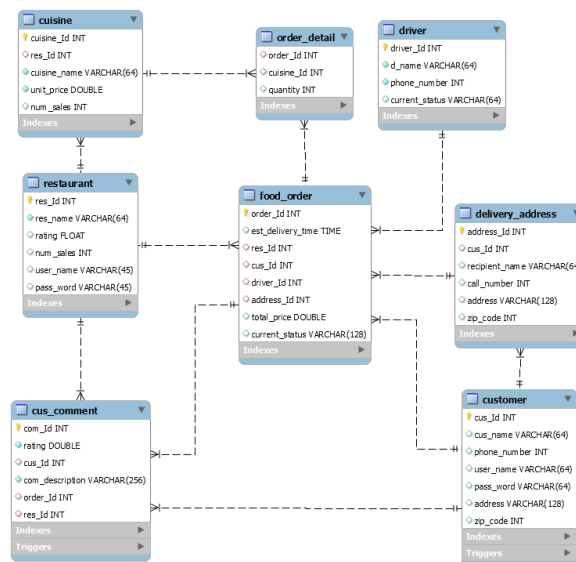 cuisine
cuisine_Id INT
res_Id INT
cuisine_name VARCHAR(64)
unit_price DOUBLE
num_sales INT
Indexes
order_detail
order_Id INT
cuisine_Id INT
quantity INT
Indexes
driver
driver_Id INT
d_name VARCHAR(64)
phone_number INT
current_status VARCHAR(64)
Indexes
restaurant
res_Id INT
res_name VARCHAR(64)
rating FLOAT
num_sales INT
user_name VARCHAR(45)
pass_word VARCHAR(45)
Indexes
food_order
order_Id INT
est_delivery_time TIME
res_Id INT
cus_Id INT
driver_Id INT
address_Id INT
total_price DOUBLE
current_status VARCHAR(128)
Indexes
delivery_address
address_Id INT
cus_Id INT
recipient_name VARCHAR(64
call_number INT
address VARCHAR(128)
zip_code INT
Indexes
cus_comment
com_Id INT
rating DOUBLE
cus_Id INT
com_description VARCHAR(256)
order_Id INT
res_Id INT
Indexes
Triggers
customer
cus_Id INT
cus_name VARCHAR(64)
phone_number INT
user_name VARCHAR(64)
pass_word VARCHAR(64)
address VARCHAR(128)
zip_code INT
Indexes
Triggers